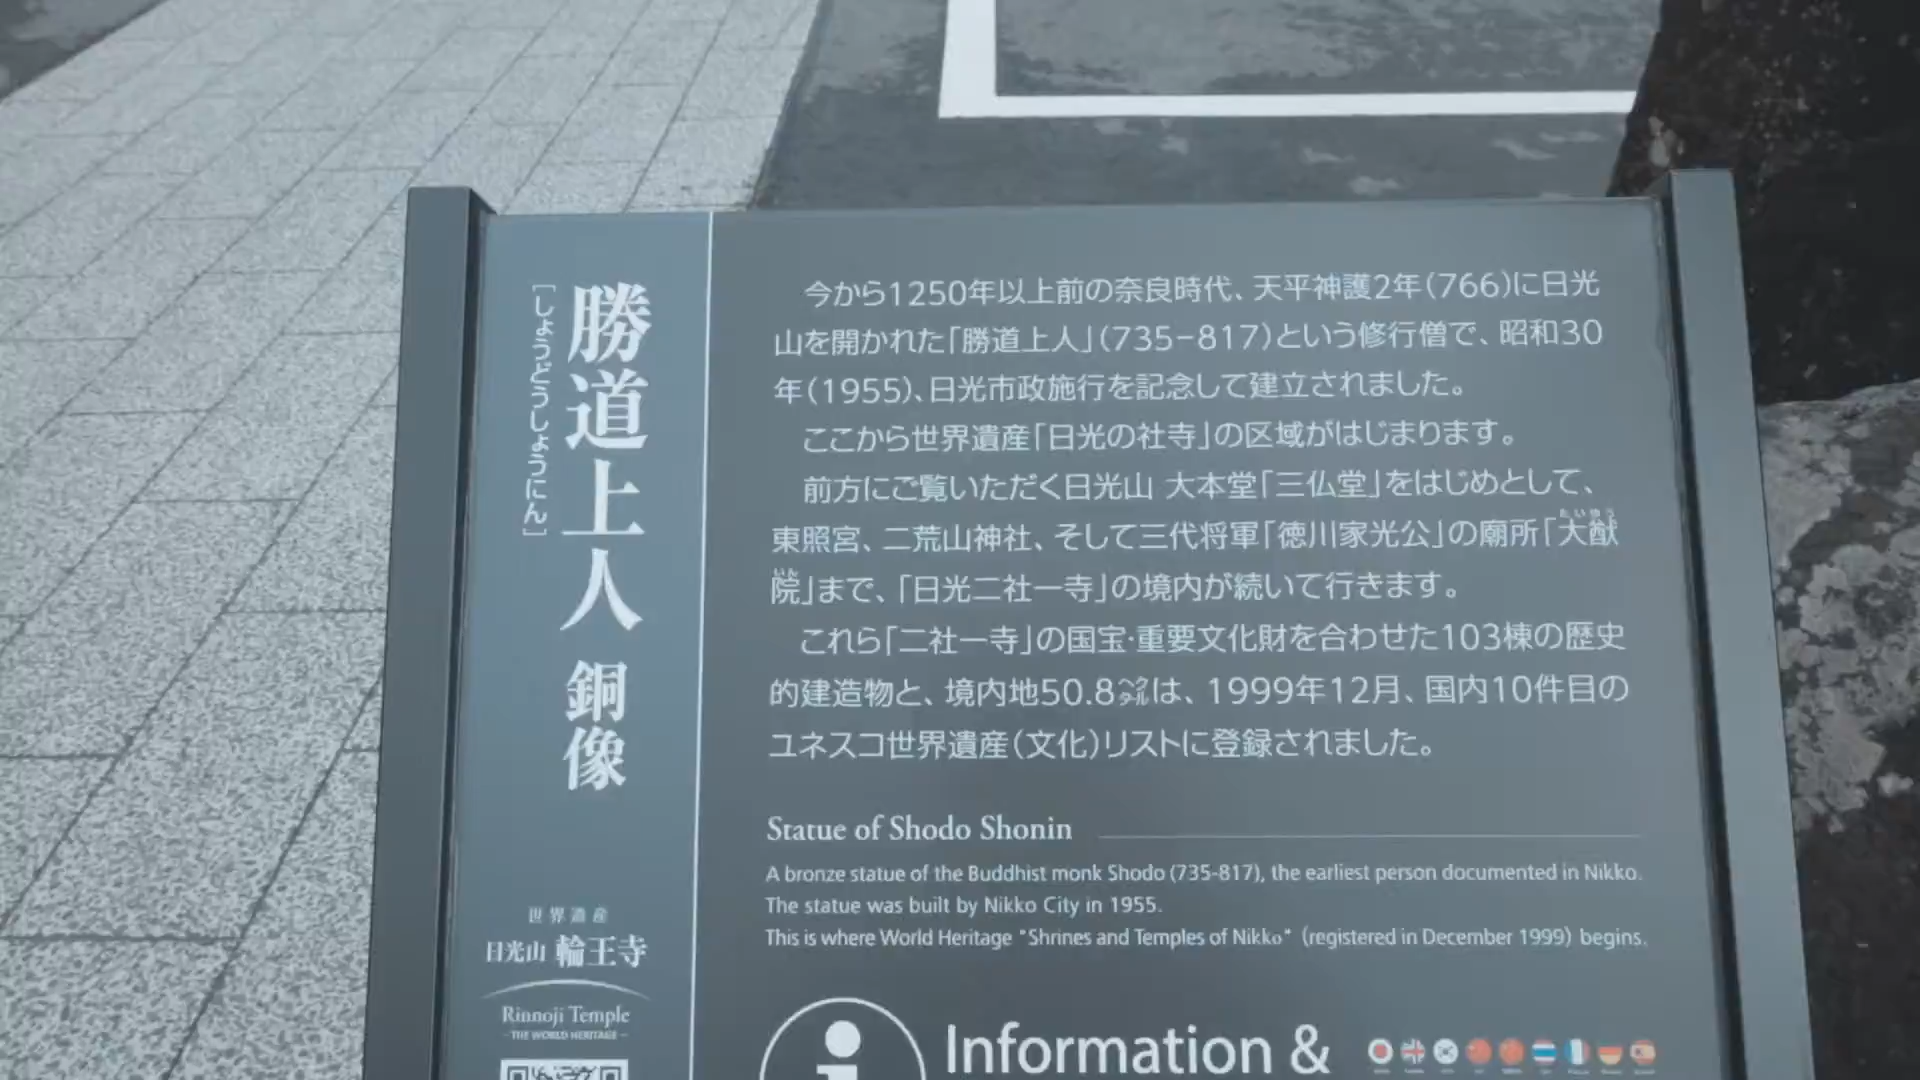 勝道上人 銅像
[しょうどうしょうにん]
今から1250年以上前の奈良時代、天平神護2年(766)に日光
山を開かれた「勝道上人」(735-817)という修行僧で、昭和30
年(1955)、日光市政施行を記念して建立されました。
ここから世界遺産「日光の社寺」の区域がはじまります。
前方にご覧いただく日光山 大本堂「三仏堂」をはじめとして、
東照宮、二荒山神社、そして三代将軍「徳川家光公」の廟所「大猷
院」まで、「日光二社一寺」の境内が続いて行きます。
これら「二社一寺」の国宝・重要文化財を合わせた103棟の歴史
的建造物と、境内地50.8㌶は、1999年12月、国内10件目の
ユネスコ世界遺産(文化)リストに登録されました。
Statue of Shodo Shonin
A bronze statue of the Buddhist monk Shodo (735-817), the earliest person documented in Nikko.
The statue was built by Nikko City in 1955.
This is where World Heritage "Shrines and Temples of Nikko" (registered in December 1999) begins.
世界遺産
日光山 輪王寺
Rinnoji Temple
- THE WORLD HERITAGE -
Information &